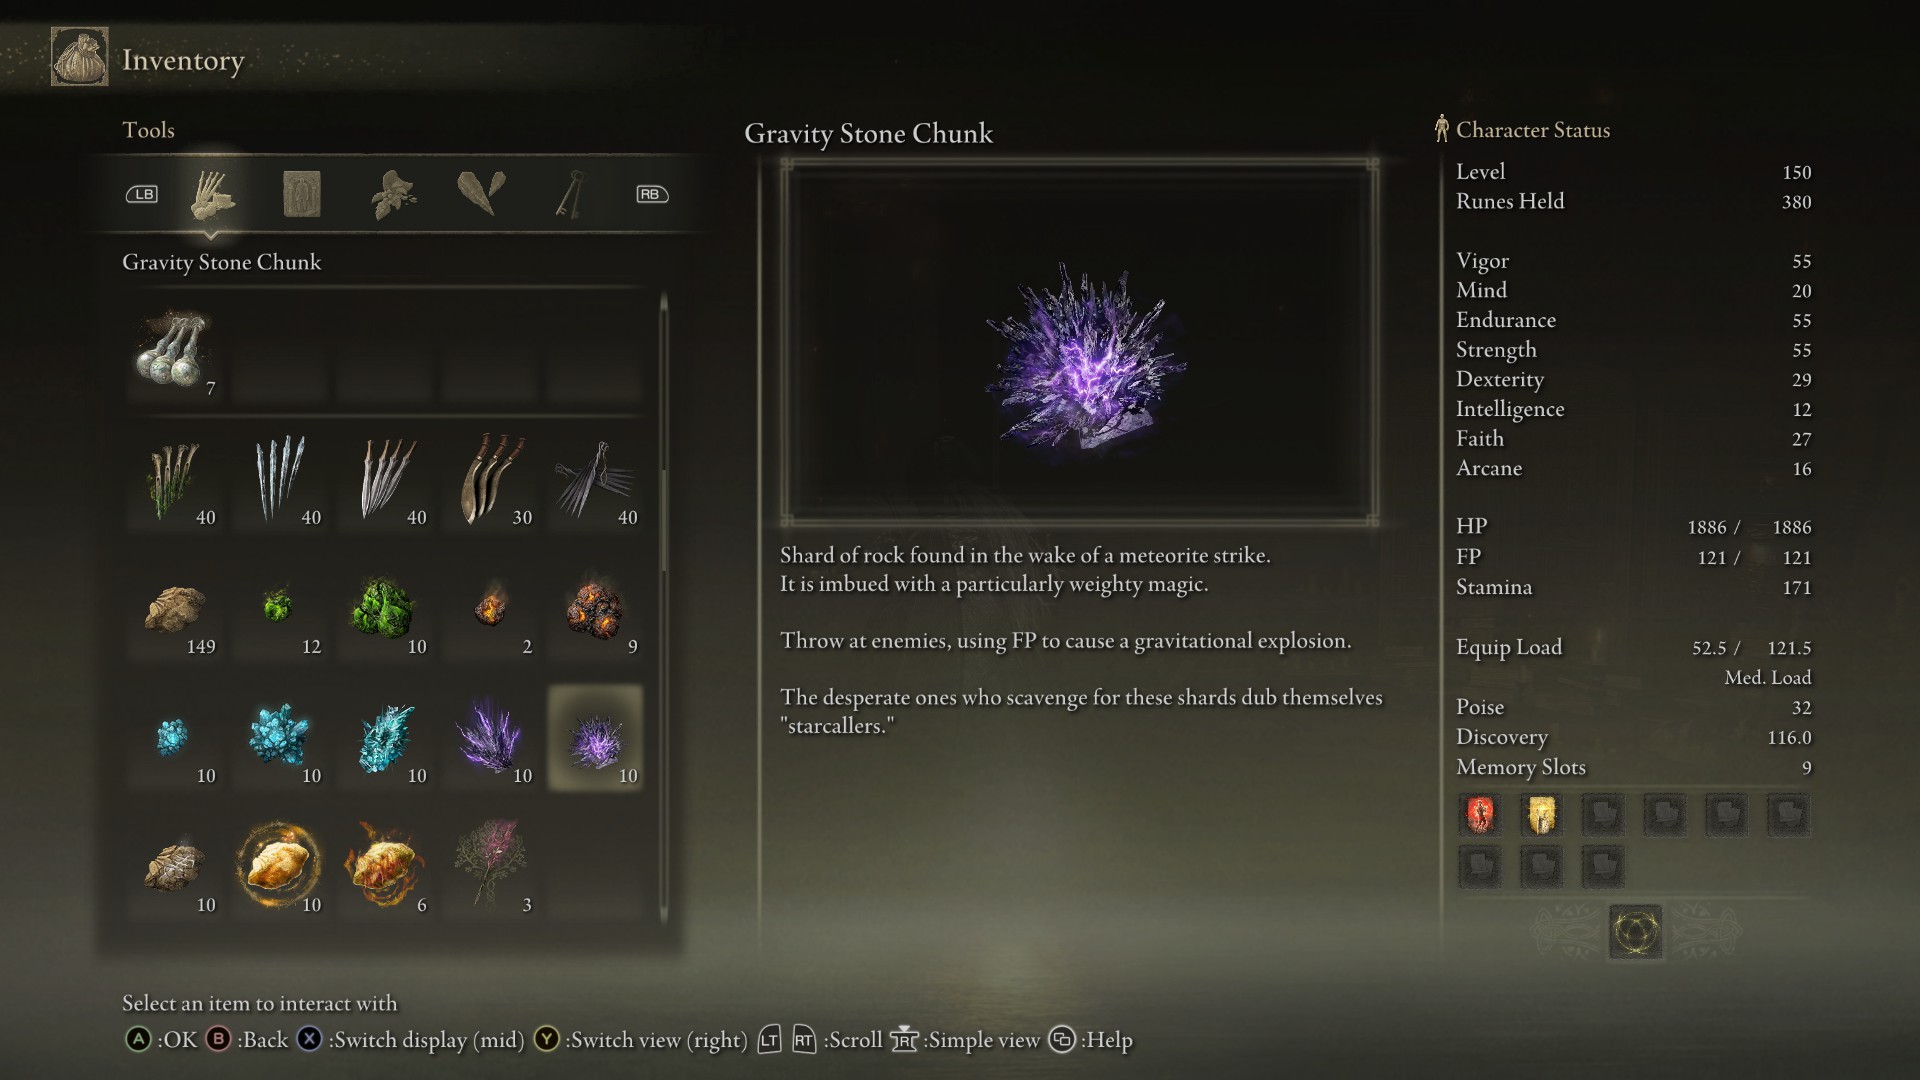 Inventory
Tools
LB
RB
Gravity Stone Chunk
7
40 40 40 30 40
149 12 10 2 9
10 10 10 10 10
10 10 6 3
Gravity Stone Chunk
Shard of rock found in the wake of a meteorite strike.
It is imbued with a particularly weighty magic.
Throw at enemies, using FP to cause a gravitational explosion.
The desperate ones who scavenge for these shards dub themselves
"starcallers."
Character Status
Level 150
Runes Held 380
Vigor 55
Mind 20
Endurance 55
Strength 55
Dexterity 29
Intelligence 12
Faith 27
Arcane 16
HP 1886 / 1886
FP 121 / 121
Stamina 171
Equip Load 52.5 / 121.5
Med. Load
Poise 32
Discovery 116.0
Memory Slots 9
Select an item to interact with
A :OK B :Back X :Switch display (mid) Y :Switch view (right) LT RT :Scroll R :Simple view :Help